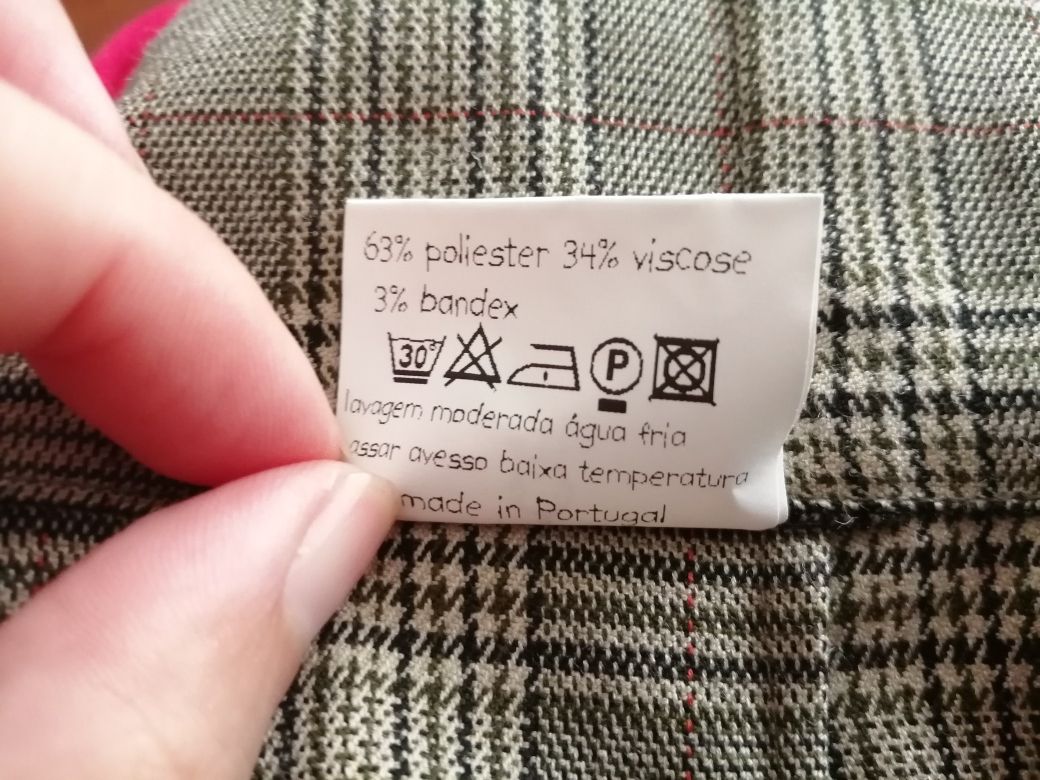 63% poliester 34% viscose
3% bandex
30° P
lavagem moderada água fria
assar avesso baixa temperatura
made in Portugal